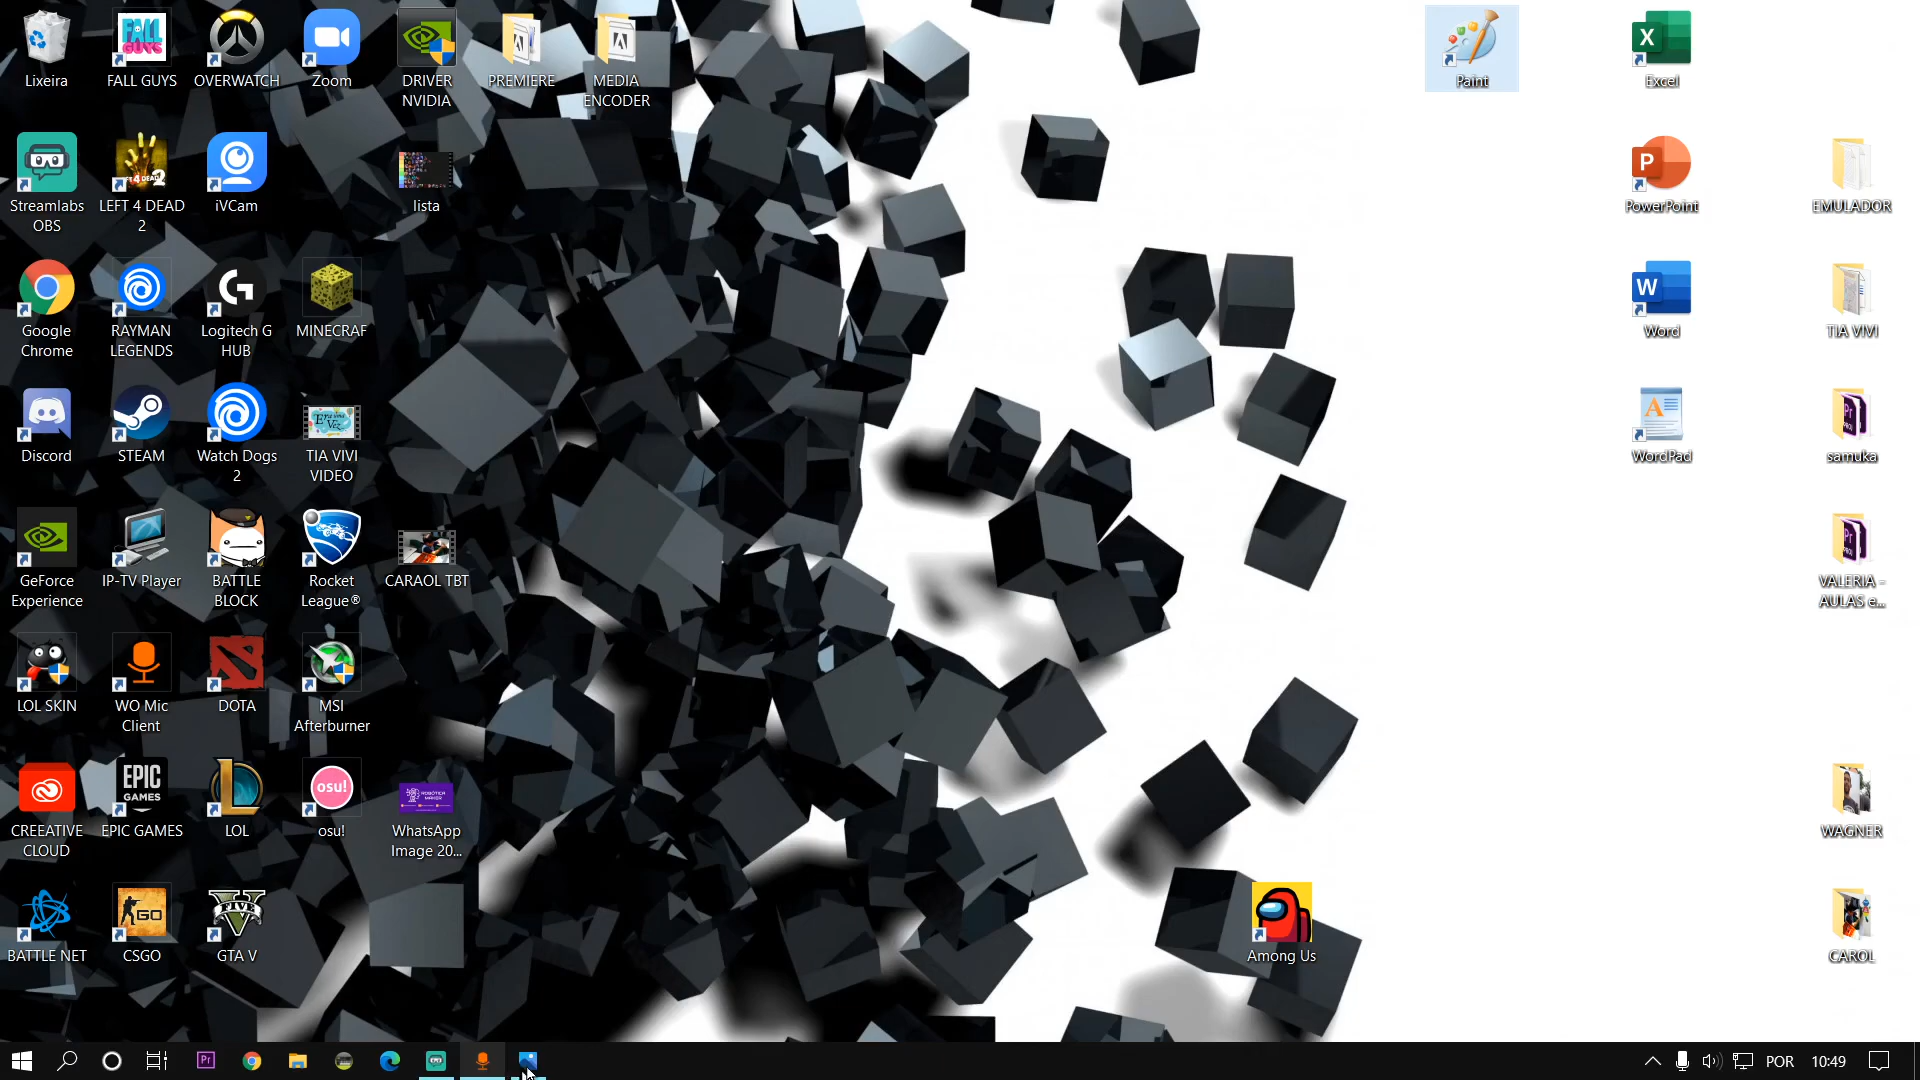 Lixeira
FALL GUYS
OVERWATCH
Zoom
DRIVER
NVIDIA
PREMIERE
MEDIA
ENCODER
Paint
Excel
Streamlabs
OBS
LEFT 4 DEAD
2
iVCam
lista
PowerPoint
EMULADOR
Google
Chrome
RAYMAN
LEGENDS
Logitech G
HUB
MINECRAF
Word
TIA VIVI
Discord
STEAM
Watch Dogs
2
TIA VIVI
VIDEO
WordPad
samuka
GeForce
Experience
IP-TV Player
BATTLE
BLOCK
Rocket
League®
CARAOL TBT
VALERIA -
AULAS e...
LOL SKIN
WO Mic
Client
DOTA
MSI
Afterburner
CREEATIVE
CLOUD
EPIC GAMES
LOL
osu!
WhatsApp
Image 20...
WAGNER
BATTLE NET
CSGO
GTA V
Among Us
CAROL
POR
10:49